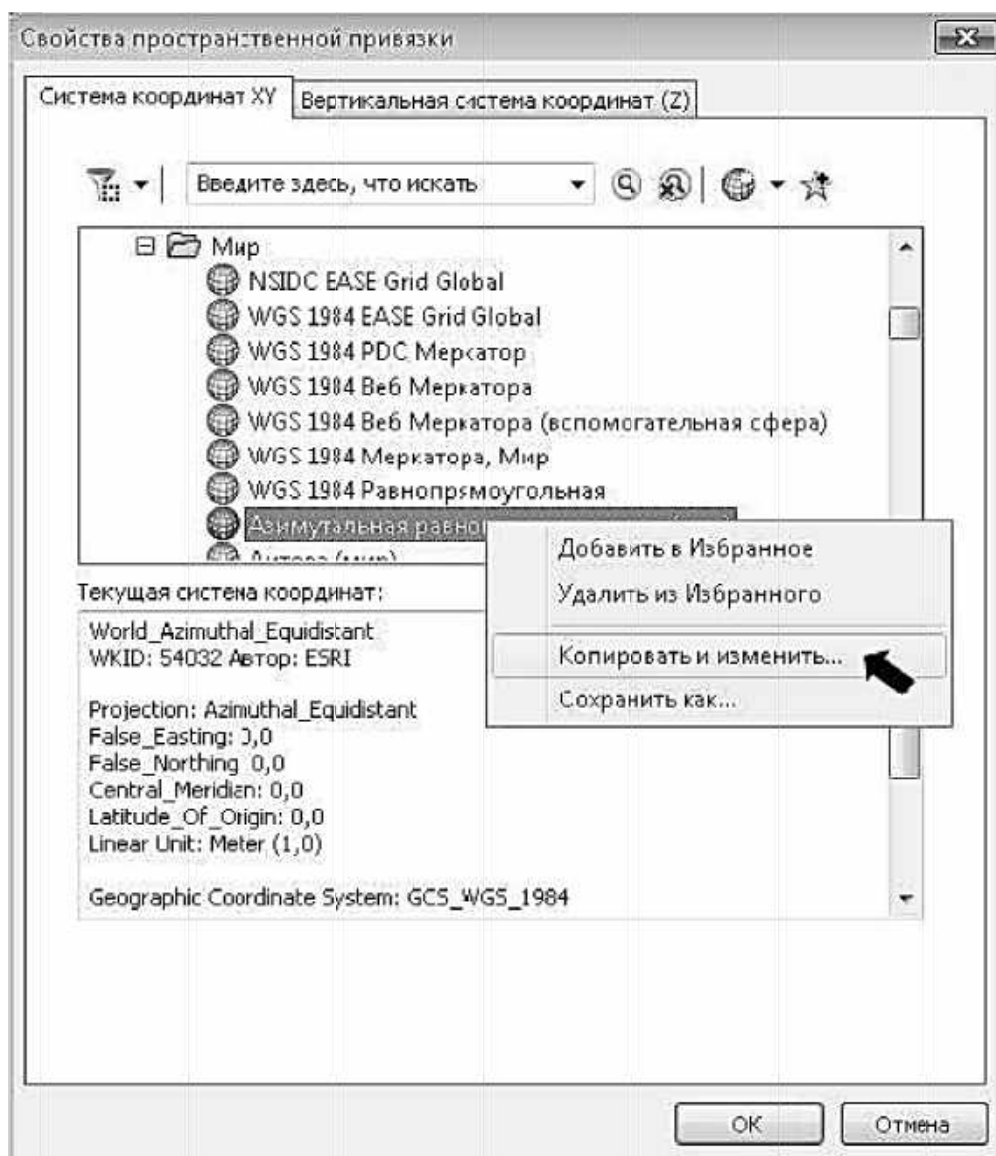 Свойства пространственной привязки
Система координат XY
Вертикальная система координат (Z)
Введите здесь, что искать
Мир
NSIDC EASE Grid Global
WGS 1984 EASE Grid Global
WGS 1984 PDC Меркатор
WGS 1984 Веб Меркатора
WGS 1984 Веб Меркатора (вспомогательная сфера)
WGS 1984 Меркатора, Мир
WGS 1984 Равнопрямоугольная
Азимутальная равно
(мир)
Добавить в Избранное
Удалить из Избранного
Копировать и изменить...
Сохранить как...
Текущая система координат:
World_Azimuthal_Equidistant
WKID: 54032 Автор: ESRI
Projection: Azimuthal_Equidistant
False_Easting: 0,0
False_Northing: 0,0
Central_Meridian: 0,0
Latitude_Of_Origin: 0,0
Linear Unit: Meter (1,0)
Geographic Coordinate System: GCS_WGS_1984
OK
Отмена